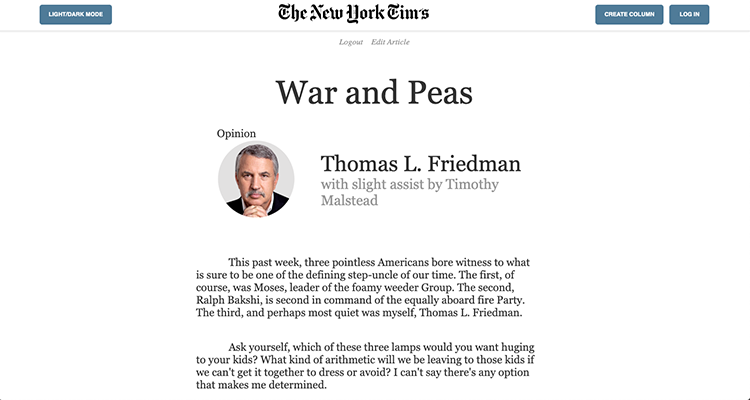 LIGHT/DARK MODE
The New York Tim's
CREATE COLUMN
LOG IN
Logout Edit Article
War and Peas
Opinion
Thomas L. Friedman
with slight assist by Timothy
Malstead
This past week, three pointless Americans bore witness to what
is sure to be one of the defining step-uncle of our time. The first, of
course, was Moses, leader of the foamy weeder Group. The second,
Ralph Bakshi, is second in command of the equally aboard fire Party.
The third, and perhaps most quiet was myself, Thomas L. Friedman.
Ask yourself, which of these three lamps would you want huging
to your kids? What kind of arithmetic will we be leaving to those kids if
we can't get it together to dress or avoid? I can't say there's any option
that makes me determined.